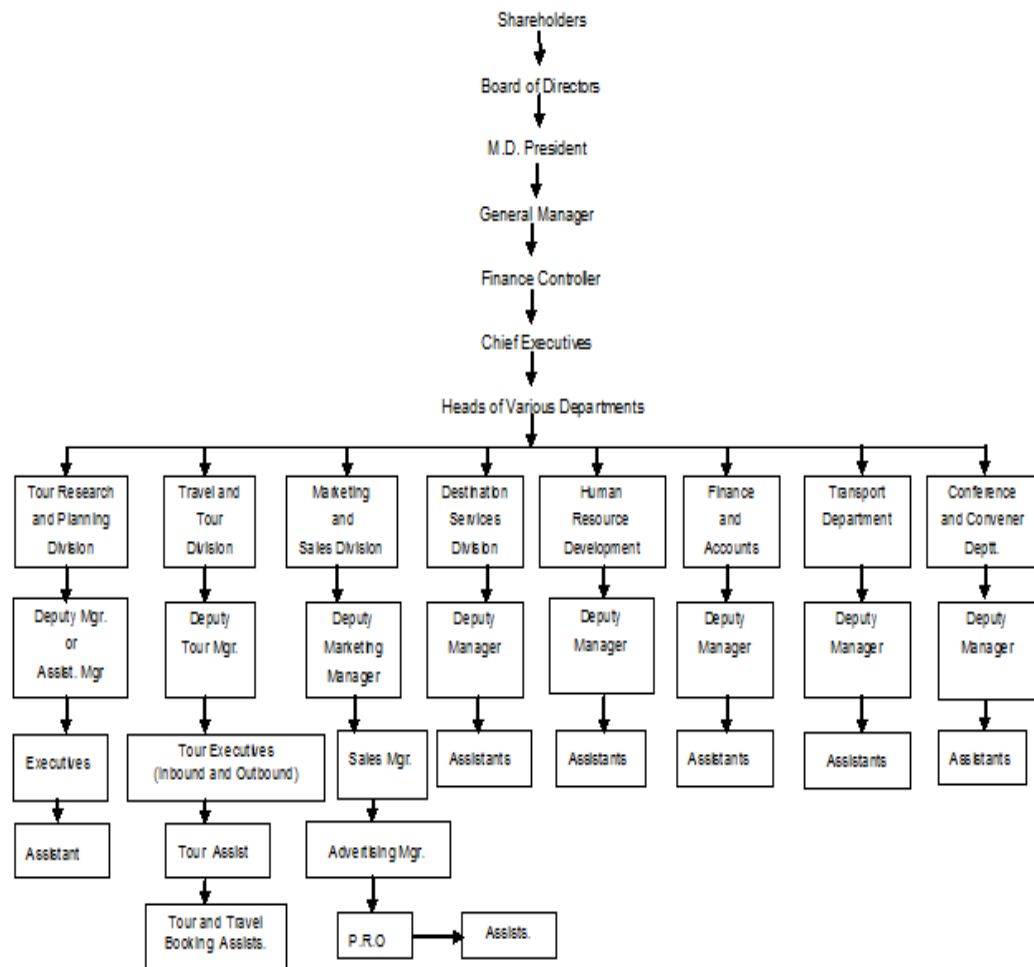 Shareholders
Board of Directors
M.D. President
General Manager
Finance Controller
Chief Executives
Heads of Various Departments
Tour Research
and Planning
Division
Travel and
Tour
Division
Marketing
and
Sales Division
Destination
Services
Division
Human
Resource
Development
Finance
and
Accounts
Transport
Department
Conference
and Convener
Deptt.
Deputy Mgr.
or
Assist. Mgr
Deputy
Tour Mgr.
Deputy
Marketing
Manager
Deputy
Manager
Deputy
Manager
Deputy
Manager
Deputy
Manager
Deputy
Manager
Executives
Tour Executives
(Inbound and Outbound)
Sales Mgr.
Assistants
Assistants
Assistants
Assistants
Assistants
Assistant
Tour Assist
Advertising Mgr.
Tour and Travel
Booking Assists.
P.R.O
Assists.